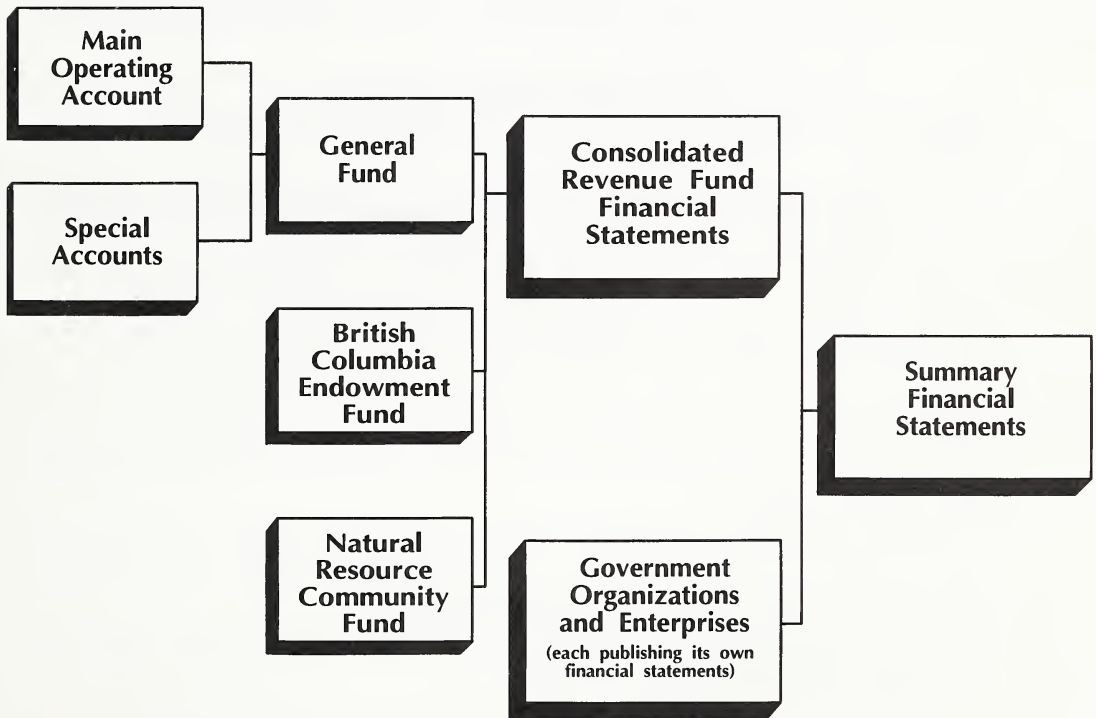 Main
Operating
Account
Special
Accounts
General
Fund
British
Columbia
Endowment
Fund
Natural
Resource
Community
Fund
Consolidated
Revenue Fund
Financial
Statements
Government
Organizations
and Enterprises
(each publishing its own
financial statements)
Summary
Financial
Statements